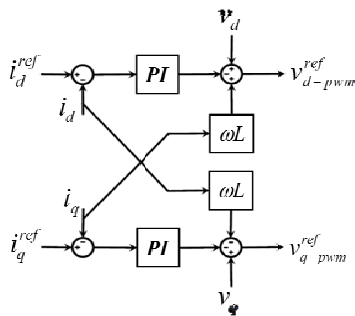 v_d
i_d^ref
PI
v_d-pwm^ref
i_d
ωL
ωL
i_q
i_q^ref
PI
v_q pwm^ref
v_q